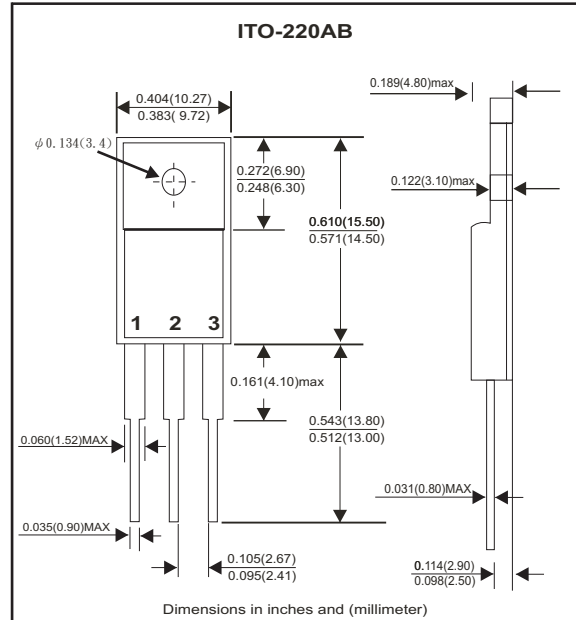 ITO-220AB
0.189(4.80)max
0.404(10.27)
0.383( 9.72)
ϕ0.134(3.4)
0.272(6.90)
0.248(6.30)
0.122(3.10)max
0.610(15.50)
0.571(14.50)
1 2 3
0.161(4.10)max
0.543(13.80)
0.512(13.00)
0.060(1.52)MAX
0.031(0.80)MAX
0.035(0.90)MAX
0.105(2.67)
0.095(2.41)
0.114(2.90)
0.098(2.50)
Dimensions in inches and (millimeter)